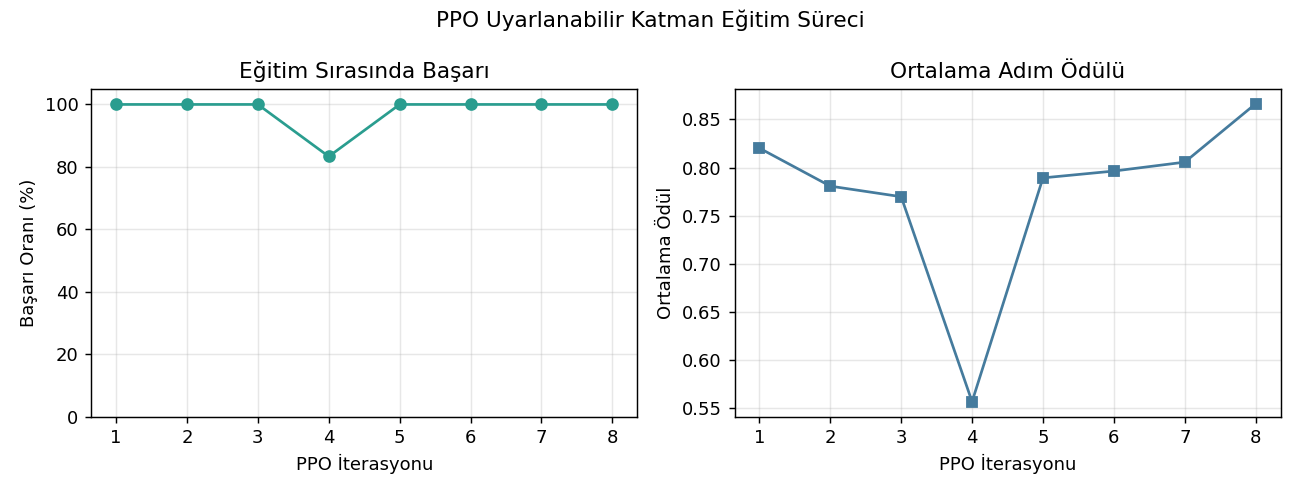 PPO Uyarlanabilir Katman Eğitim Süreci
Eğitim Sırasında Başarı
Başarı Oranı (%)
100
80
60
40
20
0
1 2 3 4 5 6 7 8
PPO İterasyonu
Ortalama Adım Ödülü
Ortalama Ödül
0.85
0.80
0.75
0.70
0.65
0.60
0.55
1 2 3 4 5 6 7 8
PPO İterasyonu